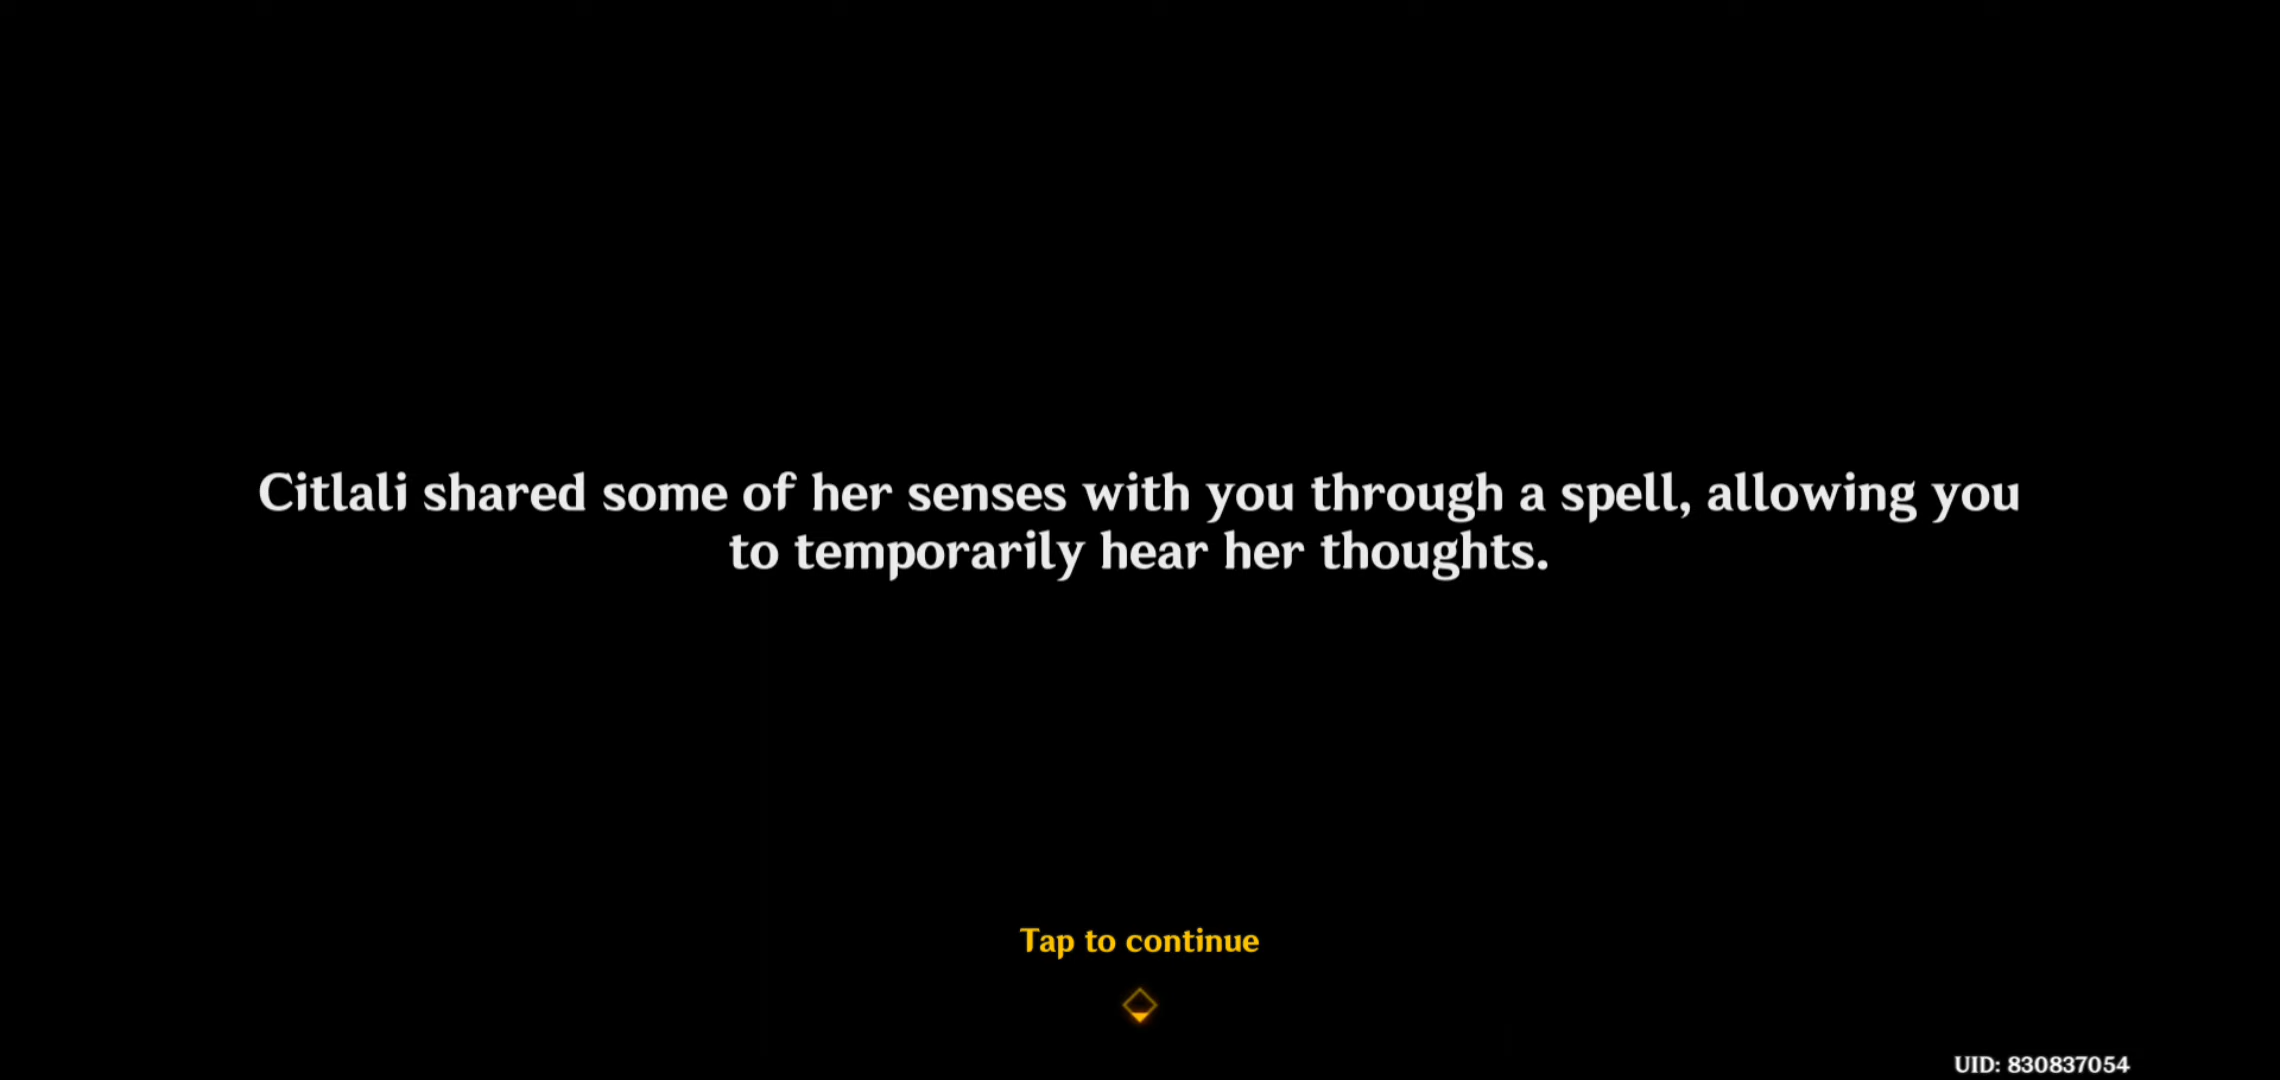 Citlali shared some of her senses with you through a spell, allowing you
to temporarily hear her thoughts.
Tap to continue
UID: 830837054